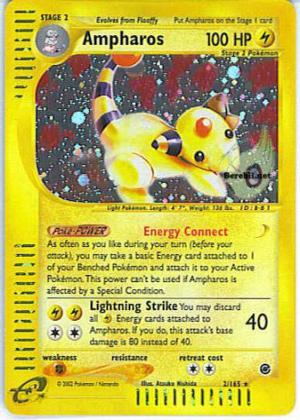 STAGE 2
Evolves from Flaaffy
Put Ampharos on the Stage 1 card
Ampharos
100 HP
Stage 2 Pokémon
BereBil.net
Light Pokémon. Length: 4' 7", Weight: 136 lbs. ID: 881
Poké-POWER
Energy Connect
As often as you like during your turn (before your
attack), you may take a basic Energy card attached to 1
of your Benched Pokémon and attach it to your Active
Pokémon. This power can't be used if Ampharos is
affected by a Special Condition.
Lightning Strike You may discard
all Energy cards attached to
Ampharos. If you do, this attack's base
damage is 80 instead of 40.
40
weakness
resistance
retreat cost
e
© 2002 Pokémon / Nintendo
Illus. Atsuko Nishida
2/165 ★